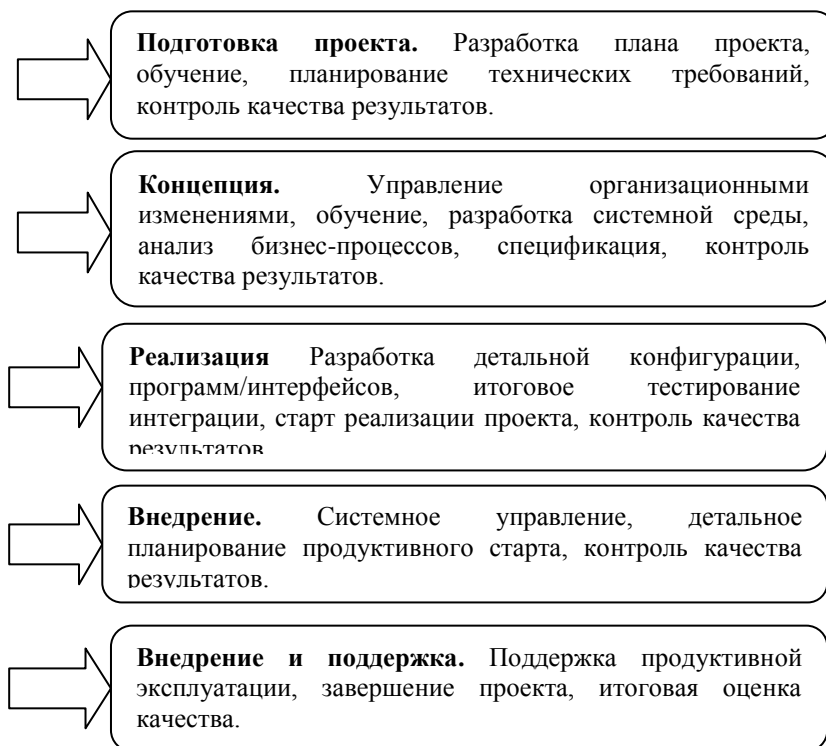 Подготовка проекта. Разработка плана проекта,
обучение, планирование технических требований,
контроль качества результатов.
Концепция. Управление организационными
изменениями, обучение, разработка системной среды,
анализ бизнес-процессов, спецификация, контроль
качества результатов.
Реализация Разработка детальной конфигурации,
программ/интерфейсов, итоговое тестирование
интеграции, старт реализации проекта, контроль качества
результатов
Внедрение. Системное управление, детальное
планирование продуктивного старта, контроль качества
результатов.
Внедрение и поддержка. Поддержка продуктивной
эксплуатации, завершение проекта, итоговая оценка
качества.